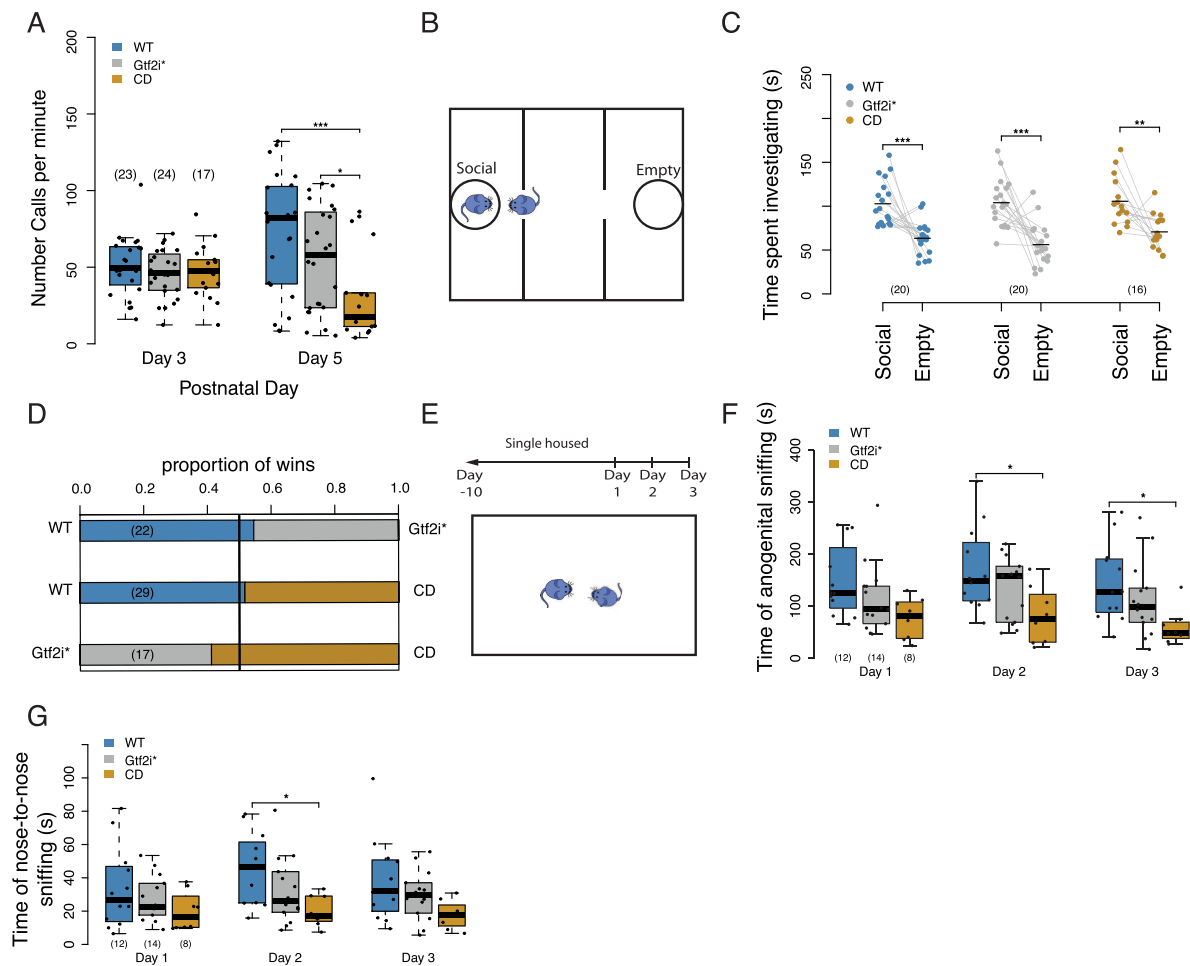 A
WT
Gtf2i*
CD
Number Calls per minute
200
150
100
50
0
(23) (24) (17)
***
*
Day 3 Day 5
Postnatal Day
B
Social Empty
C
WT
Gtf2i*
CD
Time spent investigating (s)
250
200
150
100
50
0
*** *** **
(20) (20) (16)
Social Empty Social Empty Social Empty
D
proportion of wins
0.0 0.2 0.4 0.6 0.8 1.0
WT (22) Gtf2i*
WT (29) CD
Gtf2i* (17) CD
E
Single housed
Day Day Day Day
-10 1 2 3
F
WT
Gtf2i*
CD
Time of anogenital sniffing (s)
400
300
200
100
0
* *
(12) (14) (8)
Day 1 Day 2 Day 3
G
WT
Gtf2i*
CD
Time of nose-to-nose
sniffing (s)
100
80
60
40
20
0
*
(12) (14) (8)
Day 1 Day 2 Day 3